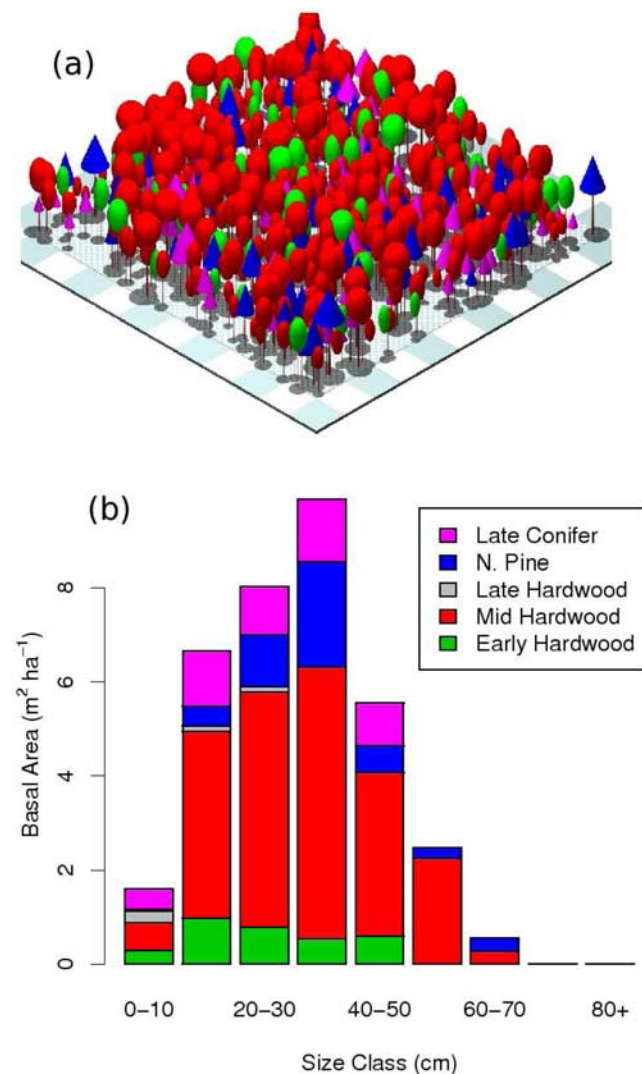 (a)
(b)
Late Conifer
N. Pine
Late Hardwood
Mid Hardwood
Early Hardwood
Basal Area (m² ha⁻¹)
8
6
4
2
0
0–10 20–30 40–50 60–70 80+
Size Class (cm)